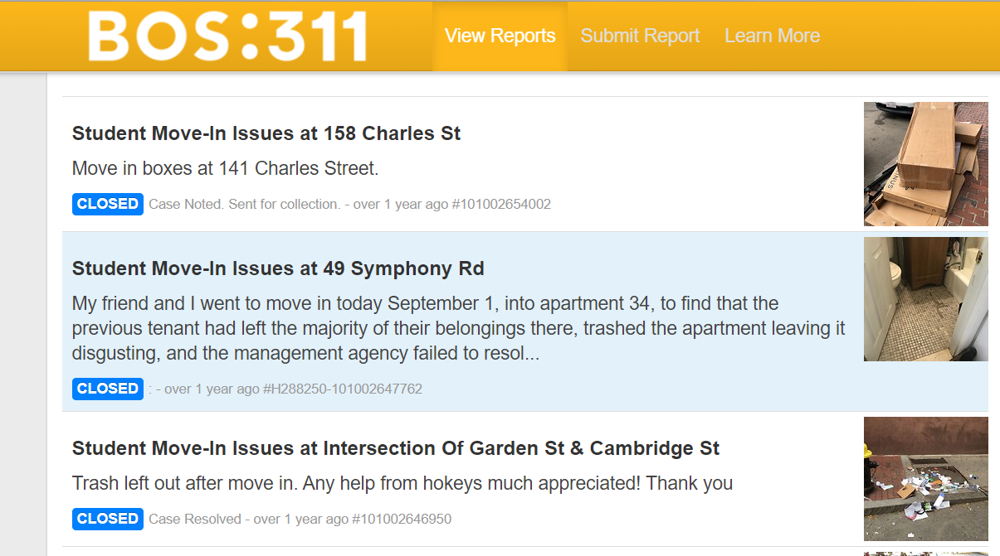 BOS:311
View Reports
Submit Report
Learn More
Student Move-In Issues at 158 Charles St
Move in boxes at 141 Charles Street.
CLOSED Case Noted. Sent for collection. - over 1 year ago #101002654002
Student Move-In Issues at 49 Symphony Rd
My friend and I went to move in today September 1, into apartment 34, to find that the
previous tenant had left the majority of their belongings there, trashed the apartment leaving it
disgusting, and the management agency failed to resol...
CLOSED : - over 1 year ago #H288250-101002647762
Student Move-In Issues at Intersection Of Garden St & Cambridge St
Trash left out after move in. Any help from hokeys much appreciated! Thank you
CLOSED Case Resolved - over 1 year ago #101002646950